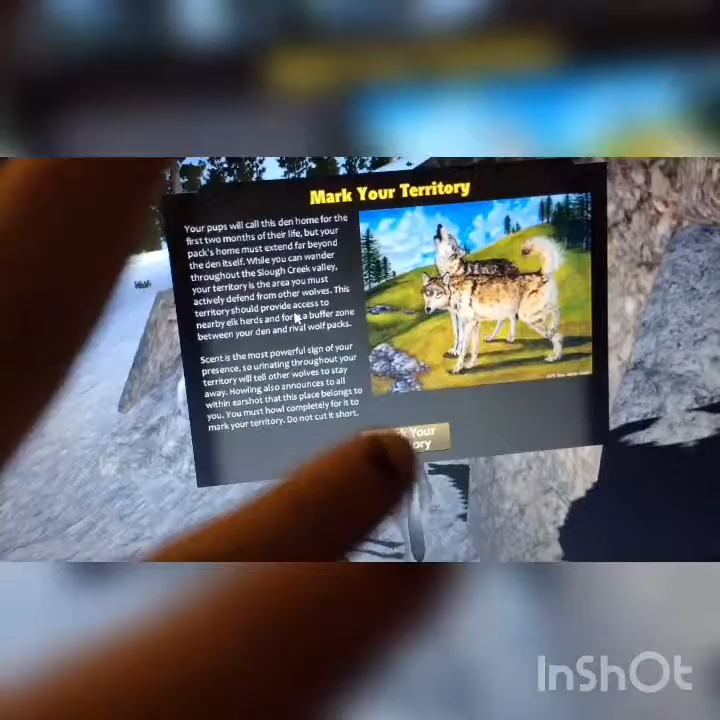 Mark Your Territory
Your pups will call this den home for the
first two months of their life, but your
pack's home must extend far beyond
the den itself. While you can wander
throughout the Slough Creek valley,
your territory is the area you must
actively defend from other wolves. This
territory should provide access to
nearby elk herds and for a buffer zone
between your den and rival wolf packs.
Scent is the most powerful sign of your
presence, so urinating throughout your
territory will tell other wolves to stay
away. Howling also announces to all
within earshot that this place belongs to
you. You must howl completely for it to
mark your territory. Do not cut it short.
Your
InShOt